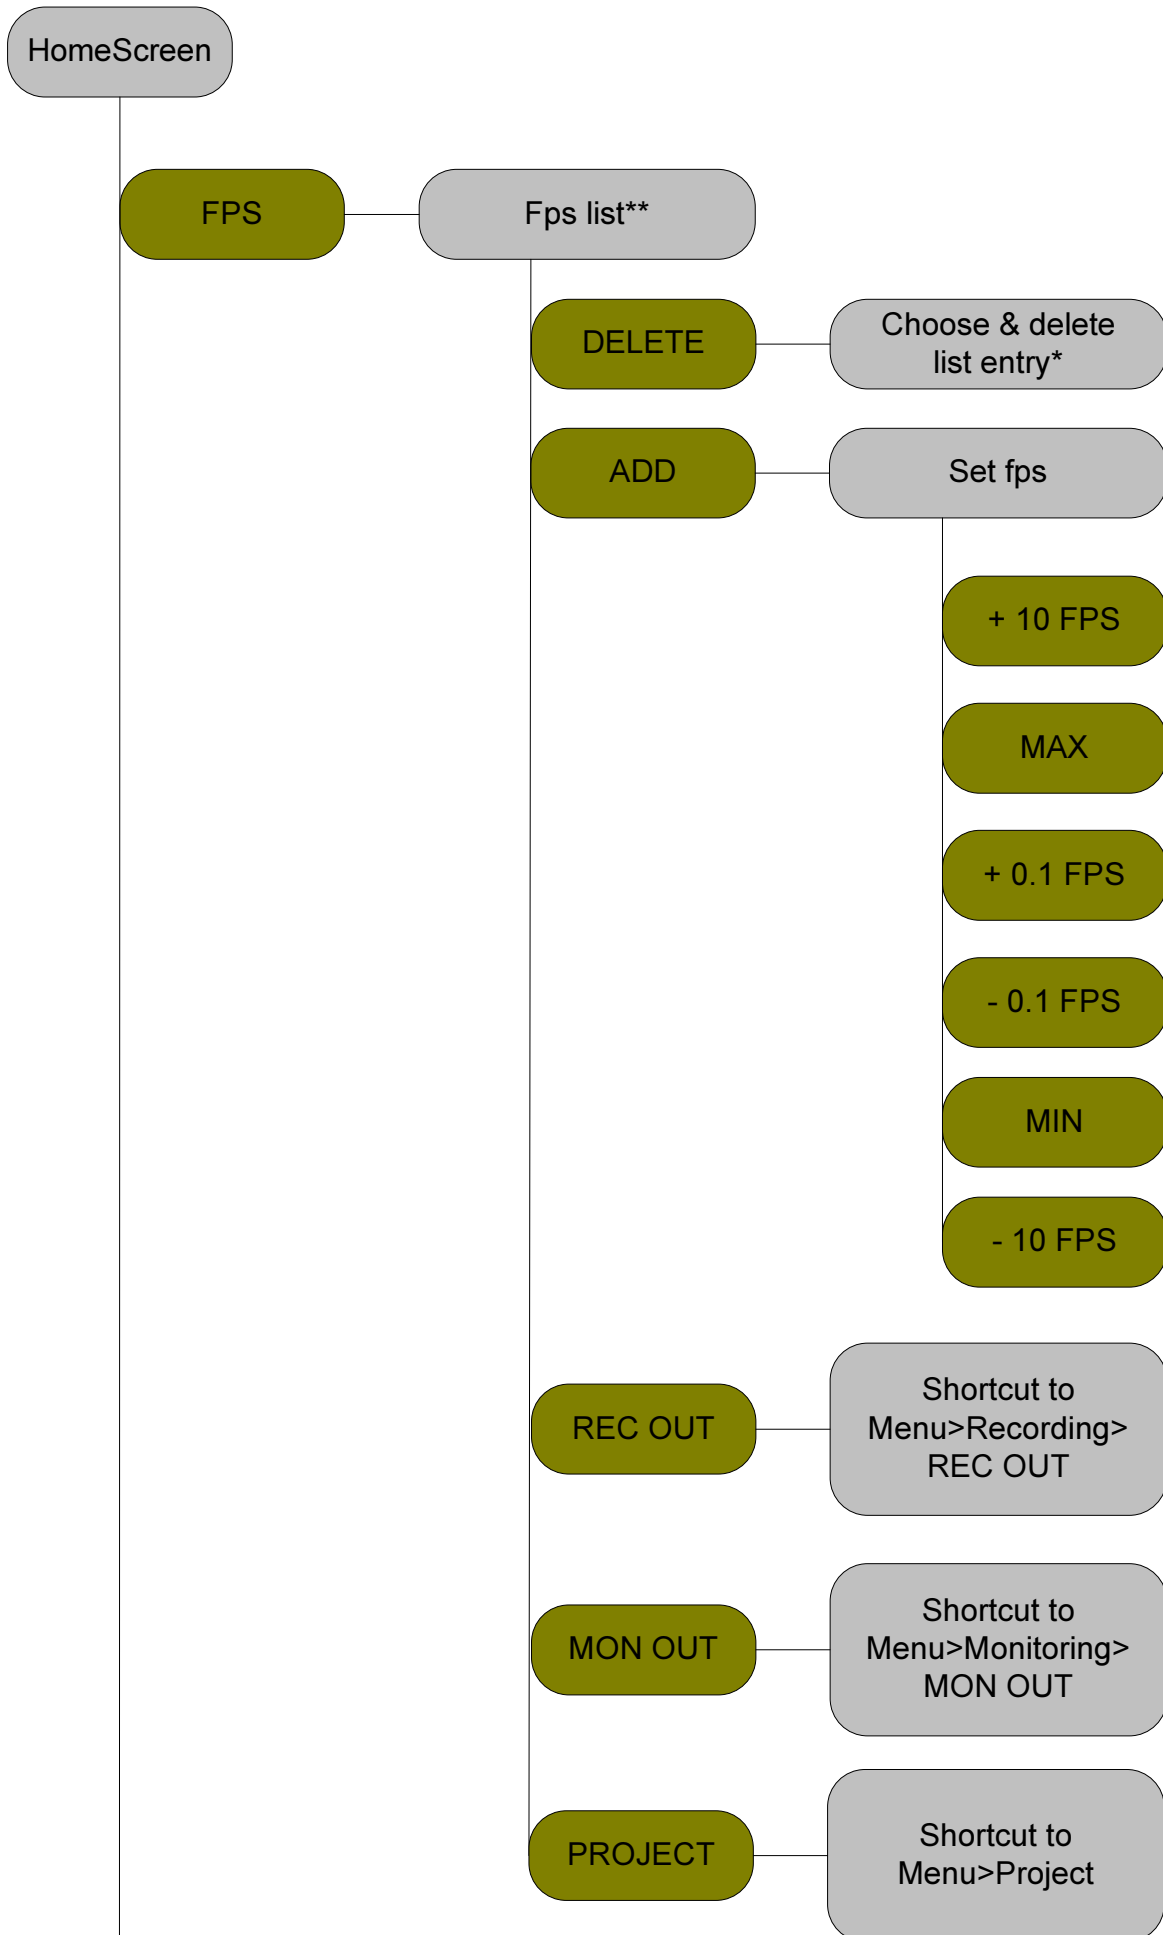 HomeScreen
FPS
Fps list**
DELETE
Choose & delete
list entry*
ADD
Set fps
+ 10 FPS
MAX
+ 0.1 FPS
- 0.1 FPS
MIN
- 10 FPS
REC OUT
Shortcut to
Menu>Recording>
REC OUT
MON OUT
Shortcut to
Menu>Monitoring>
MON OUT
PROJECT
Shortcut to
Menu>Project